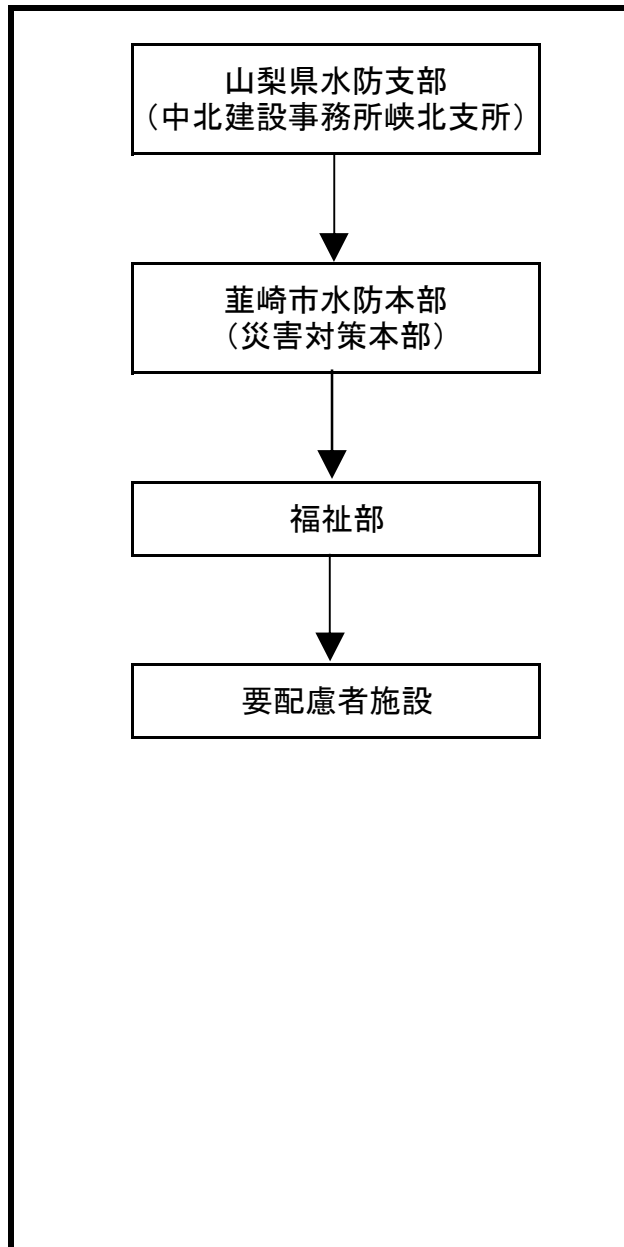 山梨県水防支部
（中北建設事務所峡北支所）
韮崎市水防本部
（災害対策本部）
福祉部
要配慮者施設